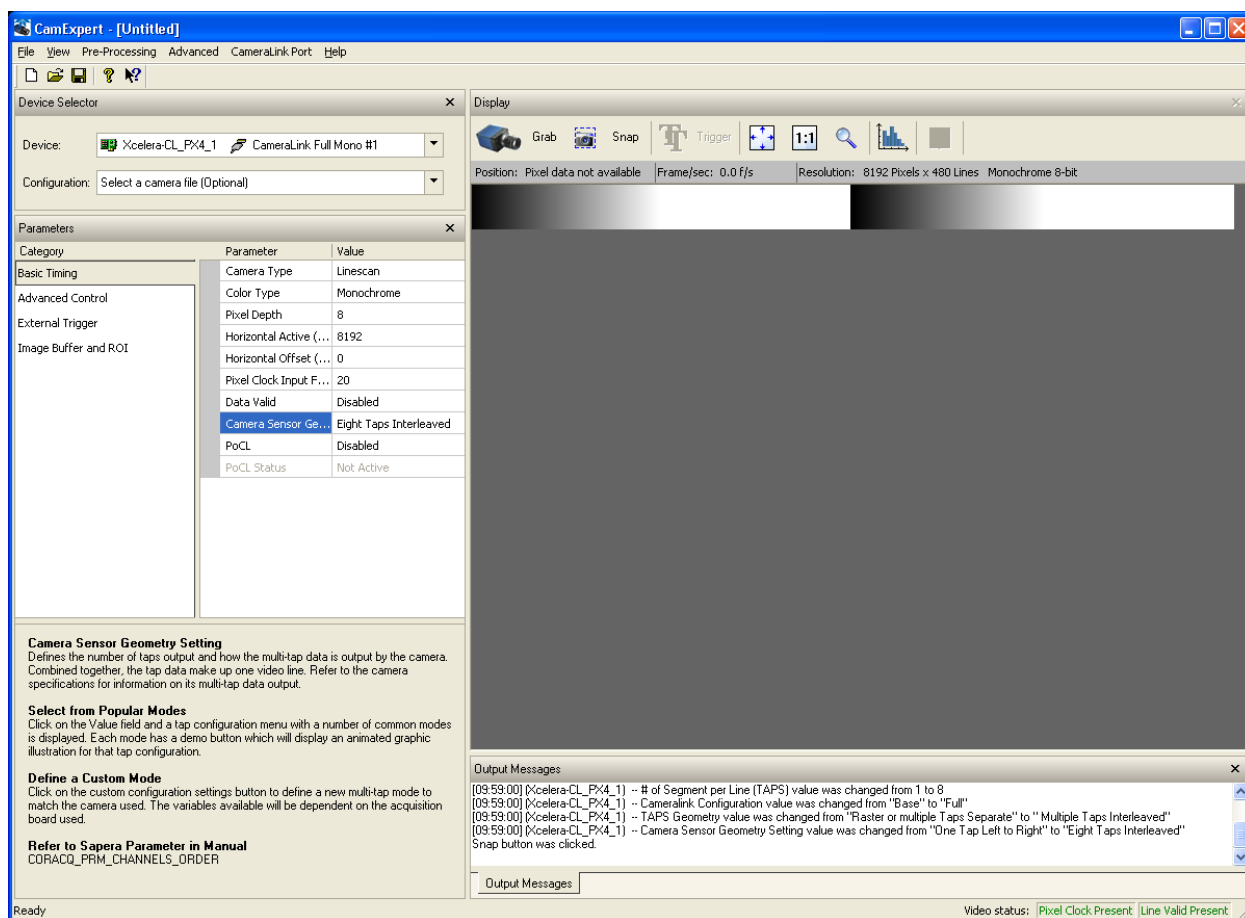 CamExpert - [Untitled]
File View Pre-Processing Advanced CameraLink Port Help
Device Selector
Device: Xcelera-CL_PX4_1 CameraLink Full Mono #1
Configuration: Select a camera file (Optional)
Parameters
Category
Basic Timing
Advanced Control
External Trigger
Image Buffer and ROI
Parameter Value
Camera Type Linescan
Color Type Monochrome
Pixel Depth 8
Horizontal Active (... 8192
Horizontal Offset (... 0
Pixel Clock Input F... 20
Data Valid Disabled
Camera Sensor Ge... Eight Taps Interleaved
PoCL Disabled
PoCL Status Not Active
Camera Sensor Geometry Setting
Defines the number of taps output and how the multi-tap data is output by the camera.
Combined together, the tap data make up one video line. Refer to the camera
specifications for information on its multi-tap data output.
Select from Popular Modes
Click on the Value field and a tap configuration menu with a number of common modes
is displayed. Each mode has a demo button which will display an animated graphic
illustration for that tap configuration.
Define a Custom Mode
Click on the custom configuration settings button to define a new multi-tap mode to
match the camera used. The variables available will be dependent on the acquisition
board used.
Refer to Sapera Parameter in Manual
CORACQ_PRM_CHANNELS_ORDER
Display
Grab Snap Trigger 1:1
Position: Pixel data not available Frame/sec: 0.0 f/s Resolution: 8192 Pixels x 480 Lines Monochrome 8-bit
Output Messages
[09:59:00] (Xcelera-CL_PX4_1) -- # of Segment per Line (TAPS) value was changed from 1 to 8
[09:59:00] (Xcelera-CL_PX4_1) -- Cameralink Configuration value was changed from "Base" to "Full"
[09:59:00] (Xcelera-CL_PX4_1) -- TAPS Geometry value was changed from "Raster or multiple Taps Separate" to " Multiple Taps Interleaved"
[09:59:00] (Xcelera-CL_PX4_1) -- Camera Sensor Geometry Setting value was changed from "One Tap Left to Right" to "Eight Taps Interleaved"
Snap button was clicked.
Output Messages
Ready
Video status: Pixel Clock Present Line Valid Present